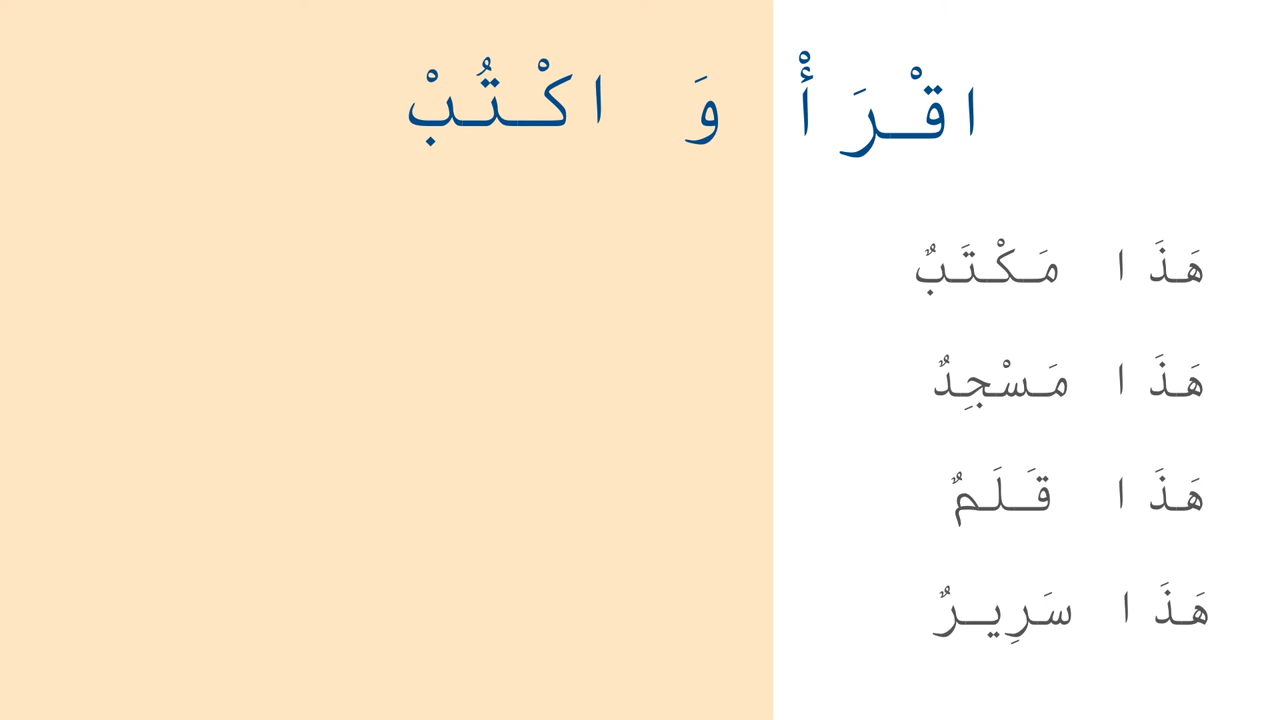 اقْرَأْ وَ اكْتُبْ
هَذَا مَكْتَبٌ
هَذَا مَسْجِدٌ
هَذَا قَلَمٌ
هَذَا سَرِيرٌ